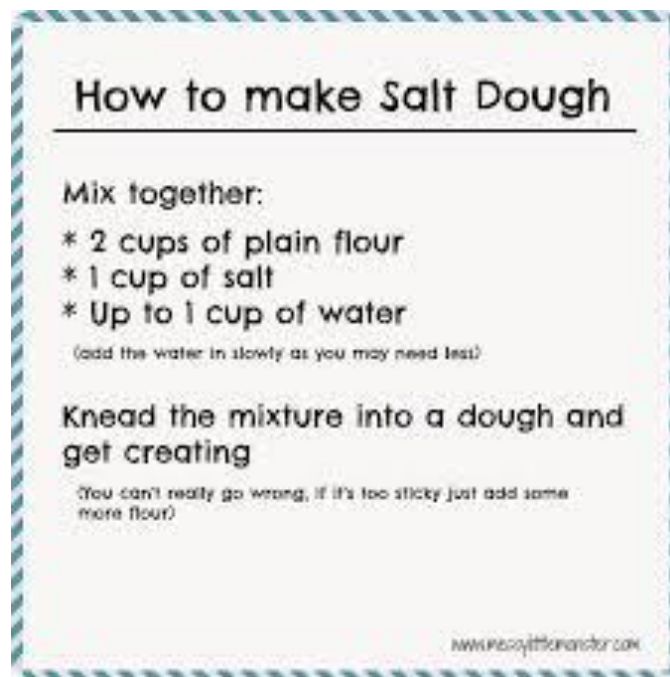 How to make Salt Dough
Mix together:
* 2 cups of plain flour
* 1 cup of salt
* Up to 1 cup of water
(add the water in slowly as you may need less)
Knead the mixture into a dough and
get creating
(You can't really go wrong, if it's too sticky just add some
more flour)
www.messylittlemonster.com